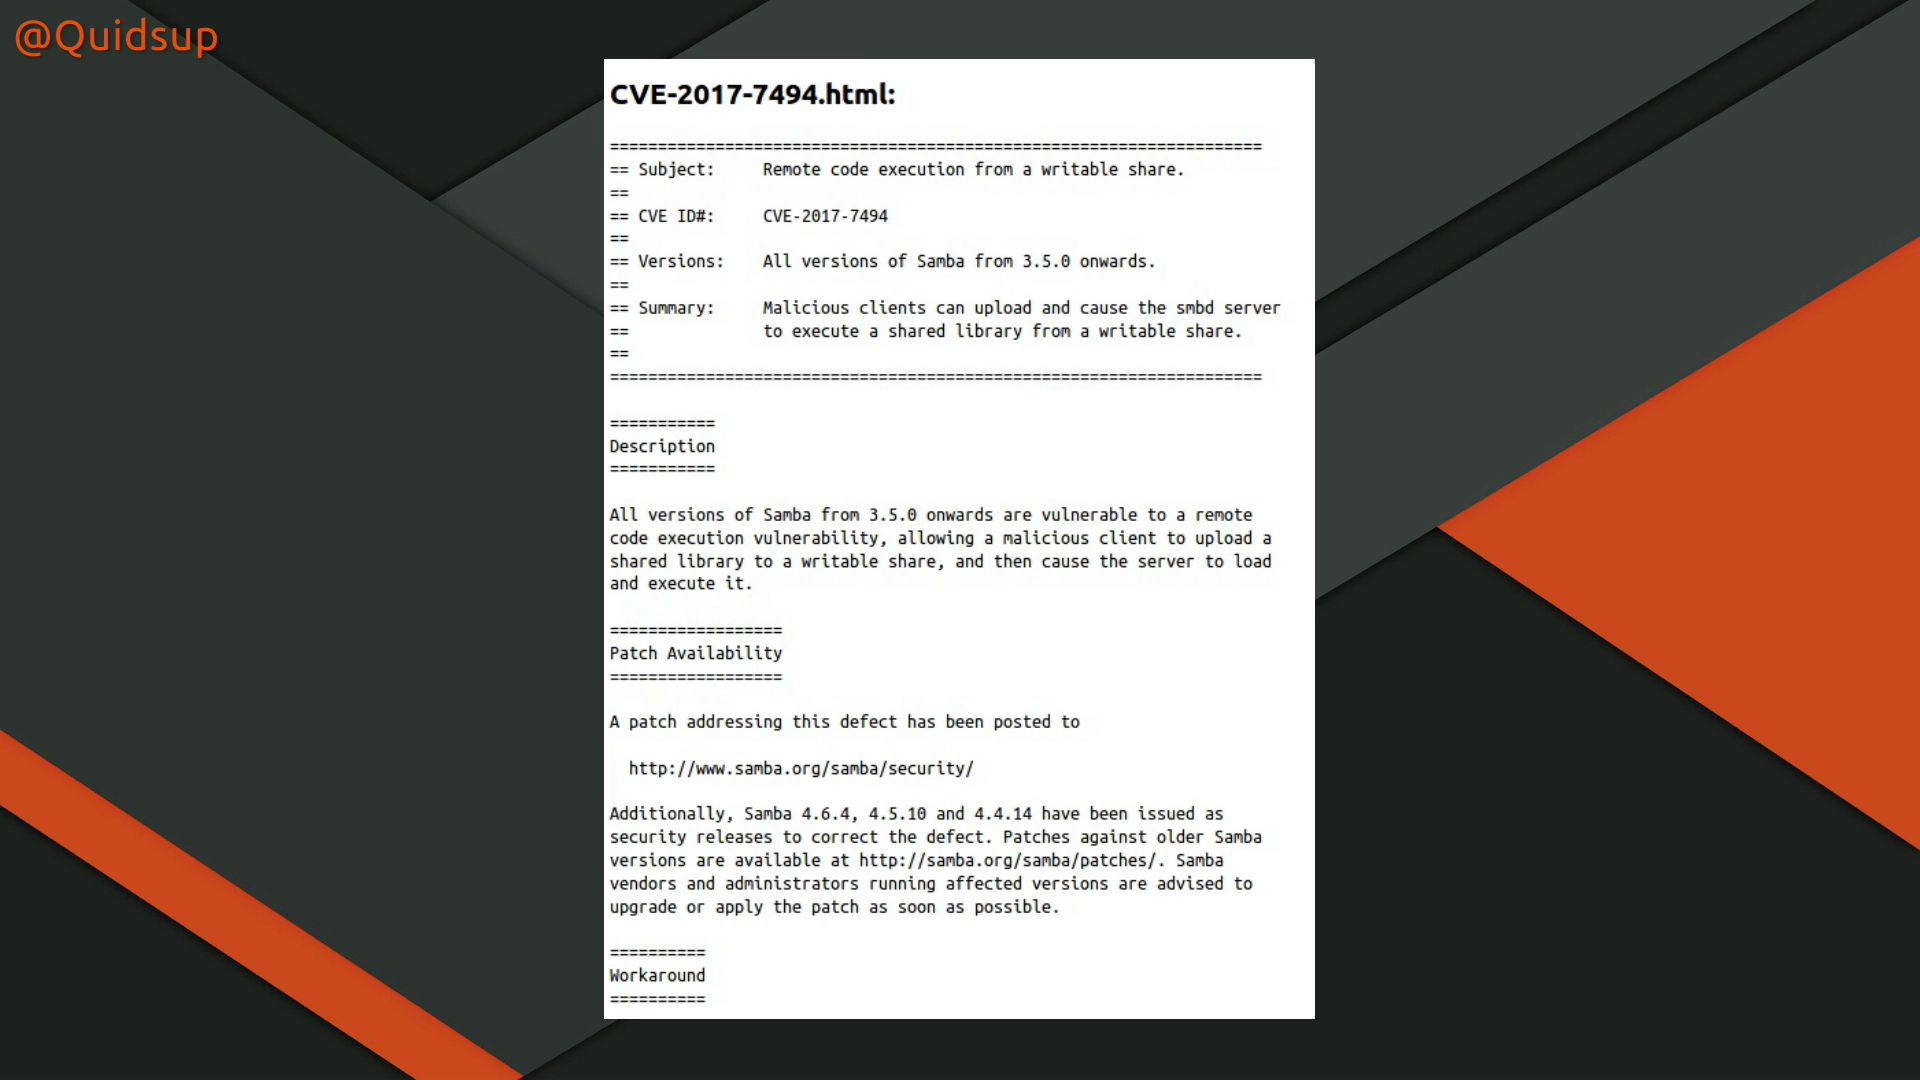 @Quidsup
CVE-2017-7494.html:
====================================================================
== Subject:     Remote code execution from a writable share.
==
== CVE ID#:     CVE-2017-7494
==
== Versions:    All versions of Samba from 3.5.0 onwards.
==
== Summary:     Malicious clients can upload and cause the smbd server
==              to execute a shared library from a writable share.
==
====================================================================
===========
Description
===========
All versions of Samba from 3.5.0 onwards are vulnerable to a remote
code execution vulnerability, allowing a malicious client to upload a
shared library to a writable share, and then cause the server to load
and execute it.
==================
Patch Availability
==================
A patch addressing this defect has been posted to
  http://www.samba.org/samba/security/
Additionally, Samba 4.6.4, 4.5.10 and 4.4.14 have been issued as
security releases to correct the defect. Patches against older Samba
versions are available at http://samba.org/samba/patches/. Samba
vendors and administrators running affected versions are advised to
upgrade or apply the patch as soon as possible.
==========
Workaround
==========